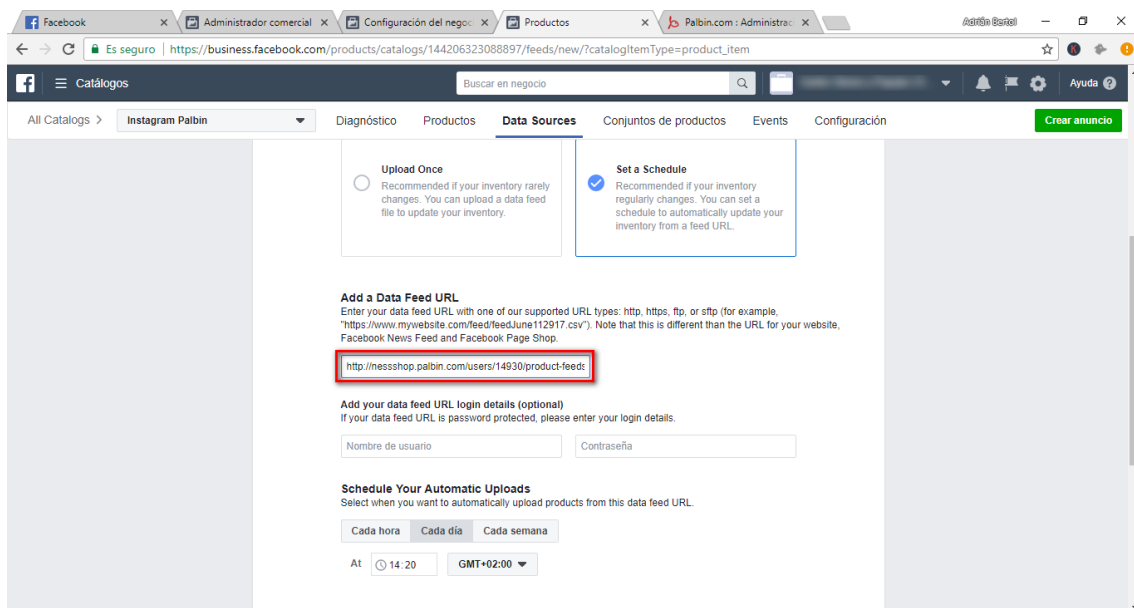 Facebook
Administrador comercial
Configuración del negoc
Productos
Palbin.com : Administrac
Adrián Bertol
Es seguro
https://business.facebook.com/products/catalogs/144206323088897/feeds/new/?catalogItemType=product_item
Catálogos
Buscar en negocio
Ayuda
All Catalogs >
Instagram Palbin
Diagnóstico
Productos
Data Sources
Conjuntos de productos
Events
Configuración
Crear anuncio
Upload Once
Recommended if your inventory rarely
changes. You can upload a data feed
file to update your inventory.
Set a Schedule
Recommended if your inventory
regularly changes. You can set a
schedule to automatically update your
inventory from a feed URL.
Add a Data Feed URL
Enter your data feed URL with one of our supported URL types: http, https, ftp, or sftp (for example,
"https://www.mywebsite.com/feed/feedJune112917.csv"). Note that this is different than the URL for your website,
Facebook News Feed and Facebook Page Shop.
http://nessshop.palbin.com/users/14930/product-feeds
Add your data feed URL login details (optional)
If your data feed URL is password protected, please enter your login details.
Nombre de usuario
Contraseña
Schedule Your Automatic Uploads
Select when you want to automatically upload products from this data feed URL.
Cada hora
Cada día
Cada semana
At
14:20
GMT+02:00